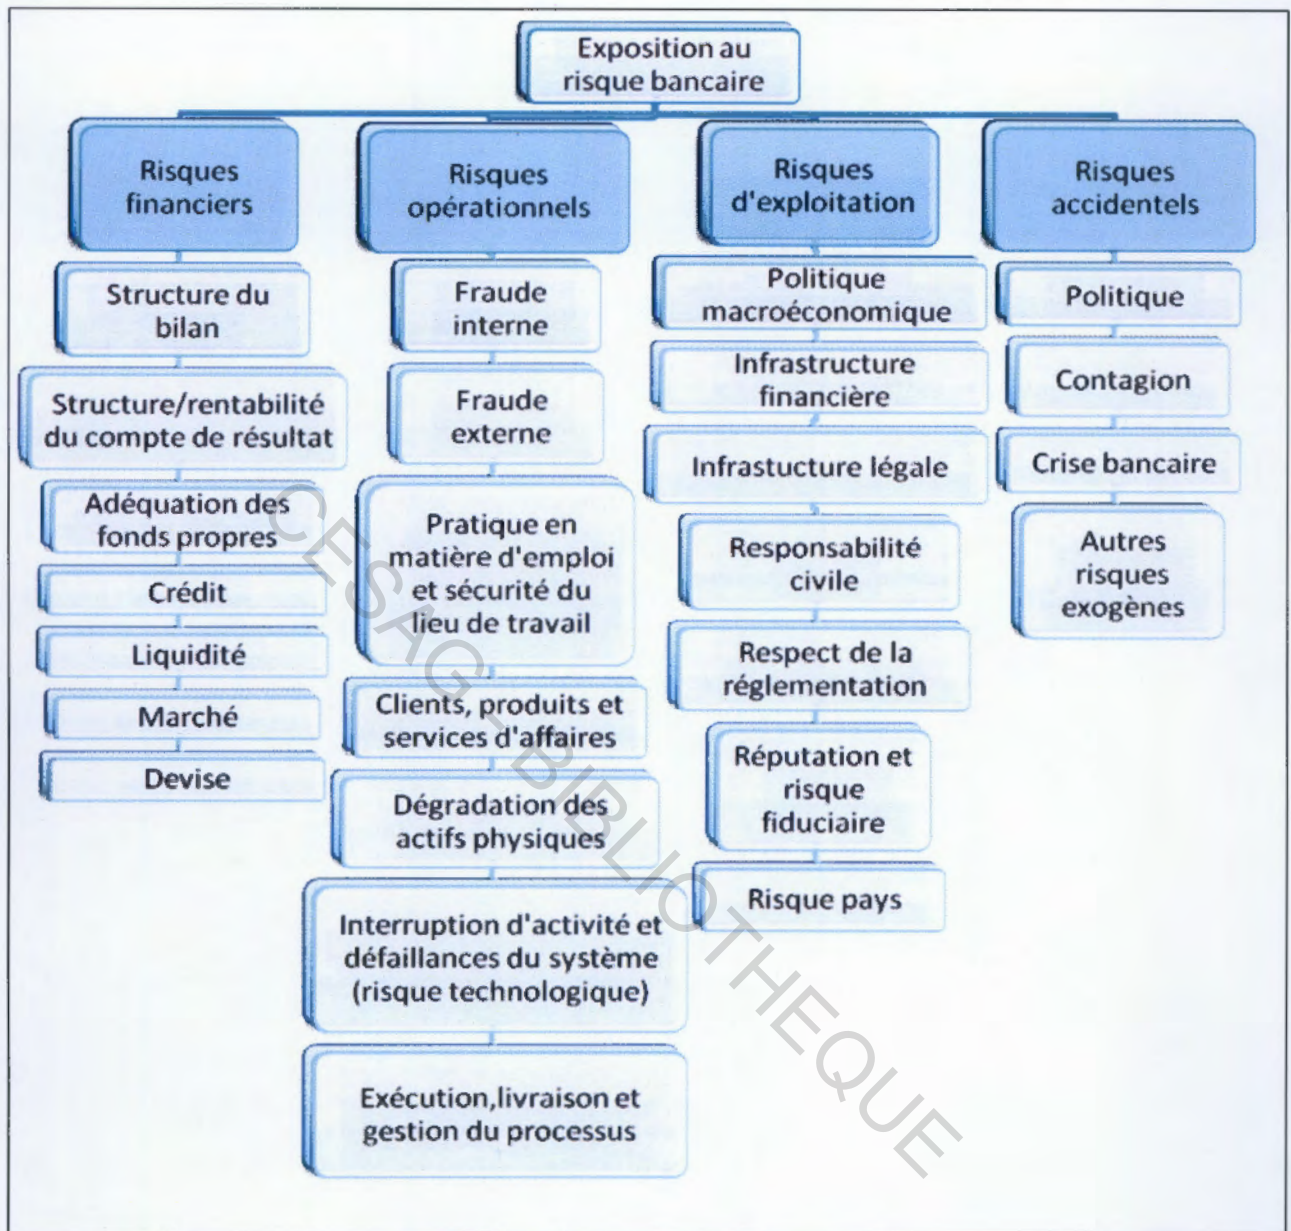 Exposition au
risque bancaire
Risques
financiers
Structure du
bilan
Structure/rentabilité
du compte de résultat
Adéquation des
fonds propres
Crédit
Liquidité
Marché
Devise
Risques
opérationnels
Fraude
interne
Fraude
externe
Pratique en
matière d'emploi
et sécurité du
lieu de travail
Clients, produits et
services d'affaires
Dégradation des
actifs physiques
Interruption d'activité et
défaillances du système
(risque technologique)
Exécution,livraison et
gestion du processus
Risques
d'exploitation
Politique
macroéconomique
Infrastructure
financière
Infrastucture légale
Responsabilité
civile
Respect de la
réglementation
Réputation et
risque
fiduciaire
Risque pays
Risques
accidentels
Politique
Contagion
Crise bancaire
Autres
risques
exogènes
CESAG - BIBLIOTHEQUE